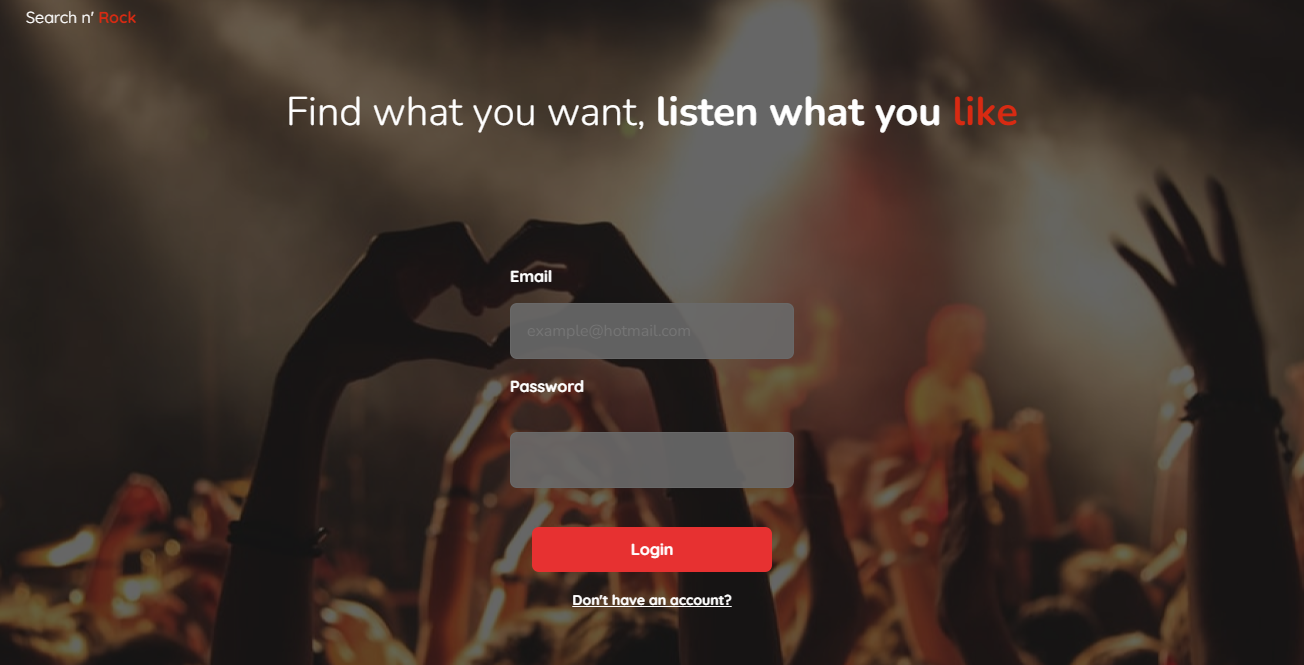 Search n' Rock
Find what you want, listen what you like
Email
example@hotmail.com
Password
Login
Don't have an account?